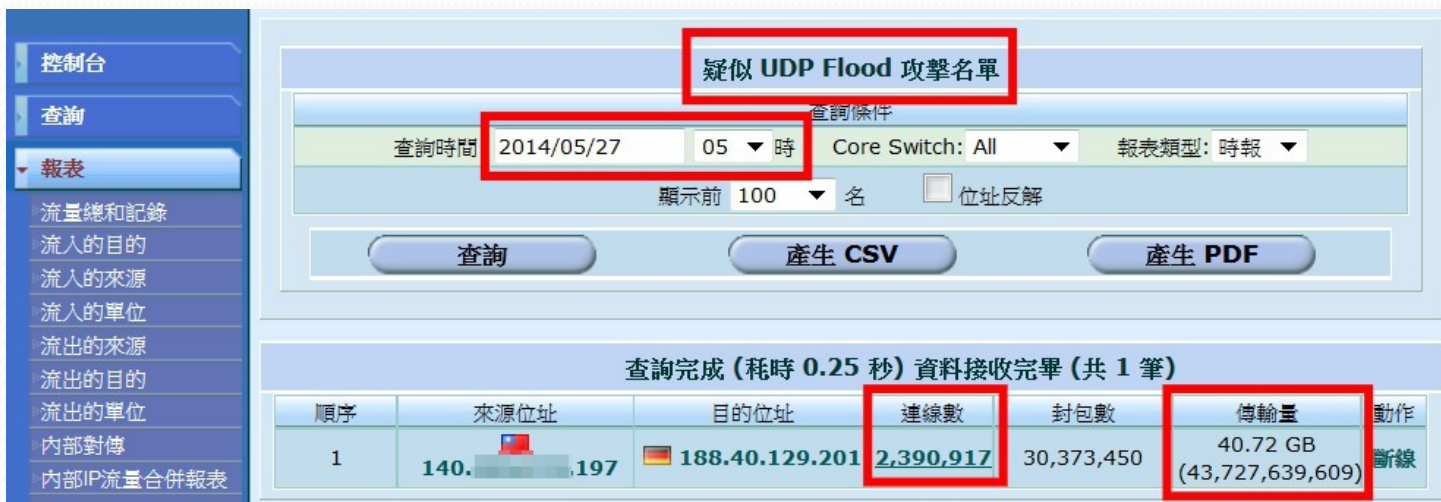 控制台
查詢
報表
流量總和記錄
流入的目的
流入的來源
流入的單位
流出的來源
流出的目的
流出的單位
內部對傳
內部IP流量合併報表
疑似 UDP Flood 攻擊名單
查詢條件
查詢時間 2014/05/27 05 時 Core Switch: All 報表類型: 時報
顯示前 100 名 位址反解
查詢 產生 CSV 產生 PDF
查詢完成 (耗時 0.25 秒) 資料接收完畢 (共 1 筆)
順序 來源位址 目的位址 連線數 封包數 傳輸量 動作
1 140. .197 188.40.129.201 2,390,917 30,373,450 40.72 GB (43,727,639,609) 斷線